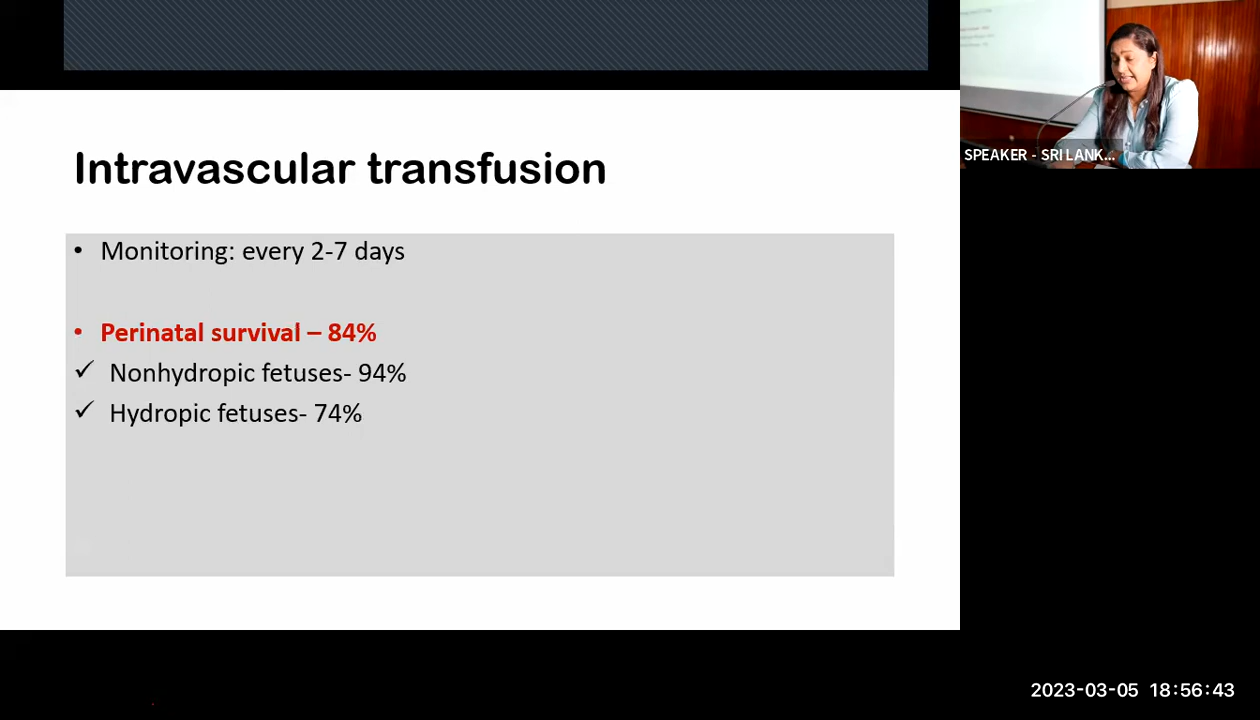 Intravascular transfusion
• Monitoring: every 2-7 days
• Perinatal survival – 84%
✓ Nonhydropic fetuses- 94%
✓ Hydropic fetuses- 74%
SPEAKER - SRI LANK...
2023-03-05 18:56:43